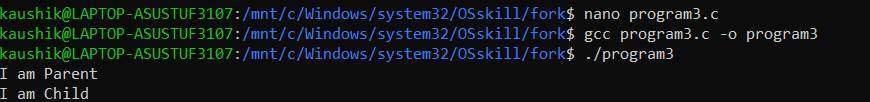 kaushik@LAPTOP-ASUSTUF3107:/mnt/c/Windows/system32/OSskill/fork$ nano program3.c
kaushik@LAPTOP-ASUSTUF3107:/mnt/c/Windows/system32/OSskill/fork$ gcc program3.c -o program3
kaushik@LAPTOP-ASUSTUF3107:/mnt/c/Windows/system32/OSskill/fork$ ./program3
I am Parent
I am Child